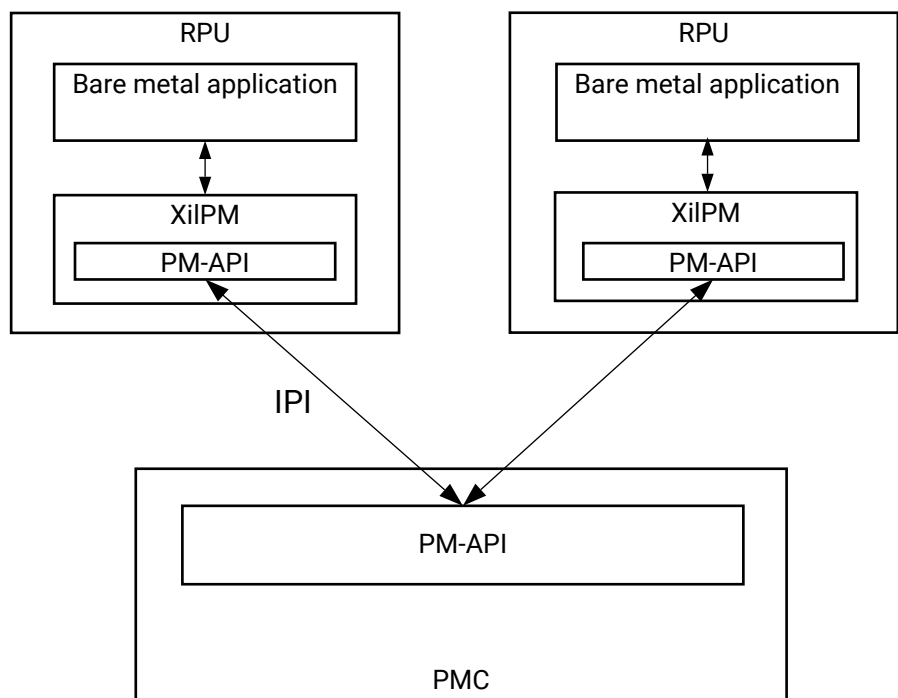 RPU
Bare metal application
XilPM
PM-API
RPU
Bare metal application
XilPM
PM-API
IPI
PM-API
PMC